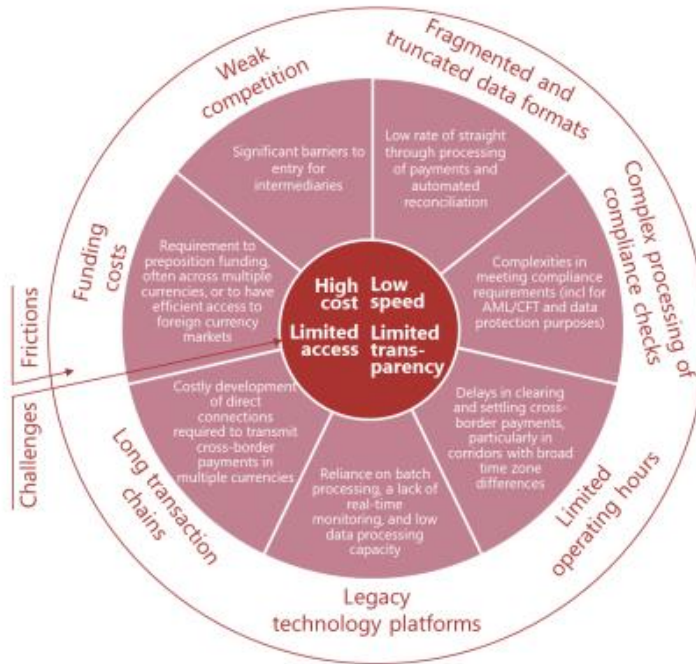 Weak
competition
Fragmented and
truncated data formats
Complex processing of
compliance checks
Limited
operating hours
Legacy
technology platforms
Long transaction
chains
Funding
costs
Frictions
Challenges
Significant barriers to
entry for
intermediaries
Low rate of straight
through processing
of payments and
automated
reconciliation
Complexities in
meeting compliance
requirements (incl for
AML/CFT and data
protection purposes)
Delays in clearing
and settling cross-
border payments,
particularly in
corridors with broad
time zone
differences
Reliance on batch
processing, a lack of
real-time
monitoring, and low
data processing
capacity
Costly development
of direct
connections
required to transmit
cross-border
payments in
multiple currencies
Requirement to
preposition funding,
often across multiple
currencies, or to have
efficient access to
foreign currency
markets
High
cost
Low
speed
Limited
access
Limited
trans-
parency